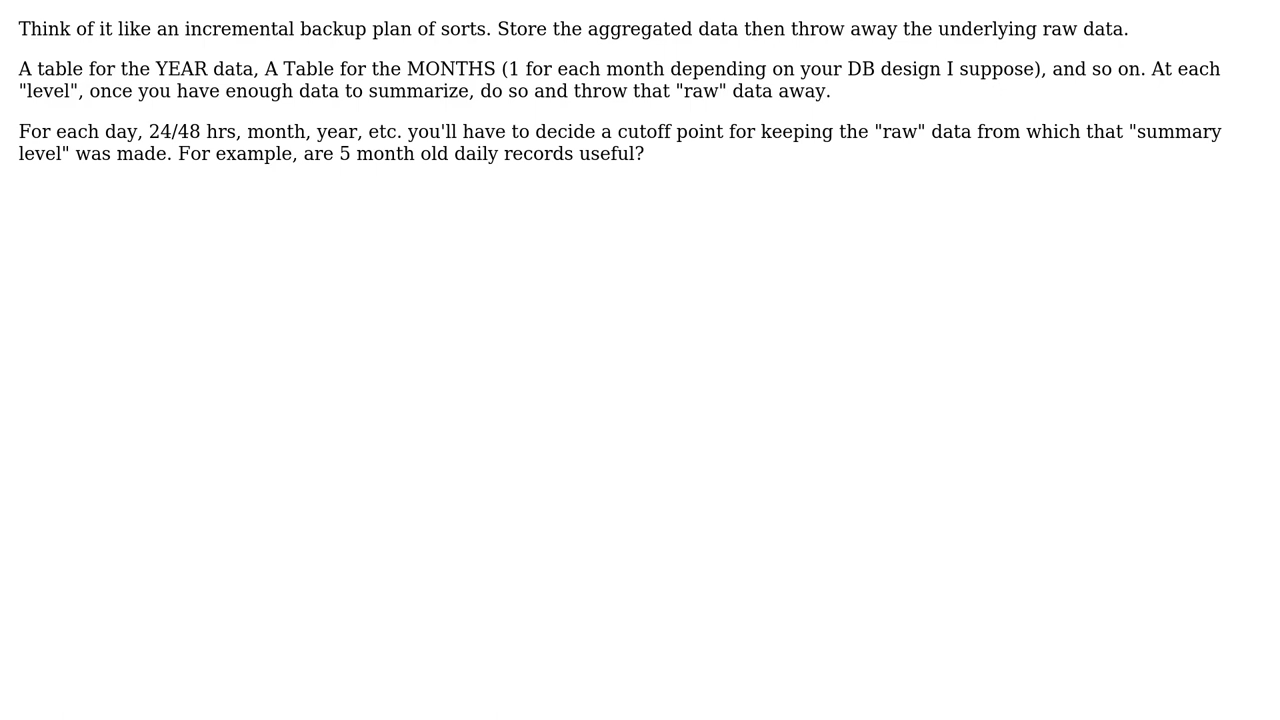 Think of it like an incremental backup plan of sorts. Store the aggregated data then throw away the underlying raw data.
A table for the YEAR data, A Table for the MONTHS (1 for each month depending on your DB design I suppose), and so on. At each
"level", once you have enough data to summarize, do so and throw that "raw" data away.
For each day, 24/48 hrs, month, year, etc. you'll have to decide a cutoff point for keeping the "raw" data from which that "summary
level" was made. For example, are 5 month old daily records useful?